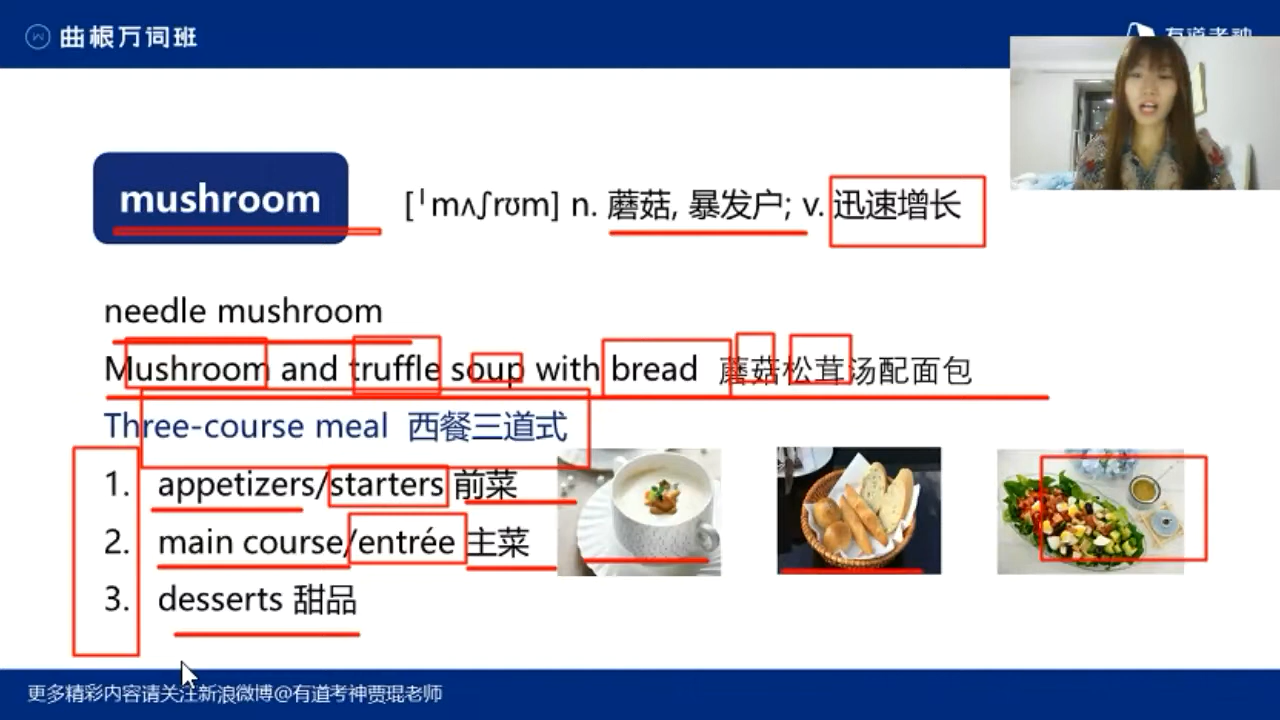 曲根万词班
有道考神
mushroom
[ˈmʌʃrʊm] n. 蘑菇, 暴发户; v. 迅速增长
needle mushroom
Mushroom and truffle soup with bread 蘑菇松茸汤配面包
Three-course meal 西餐三道式
1. appetizers/starters 前菜
2. main course/entrée 主菜
3. desserts 甜品
更多精彩内容请关注新浪微博@有道考神贾琨老师